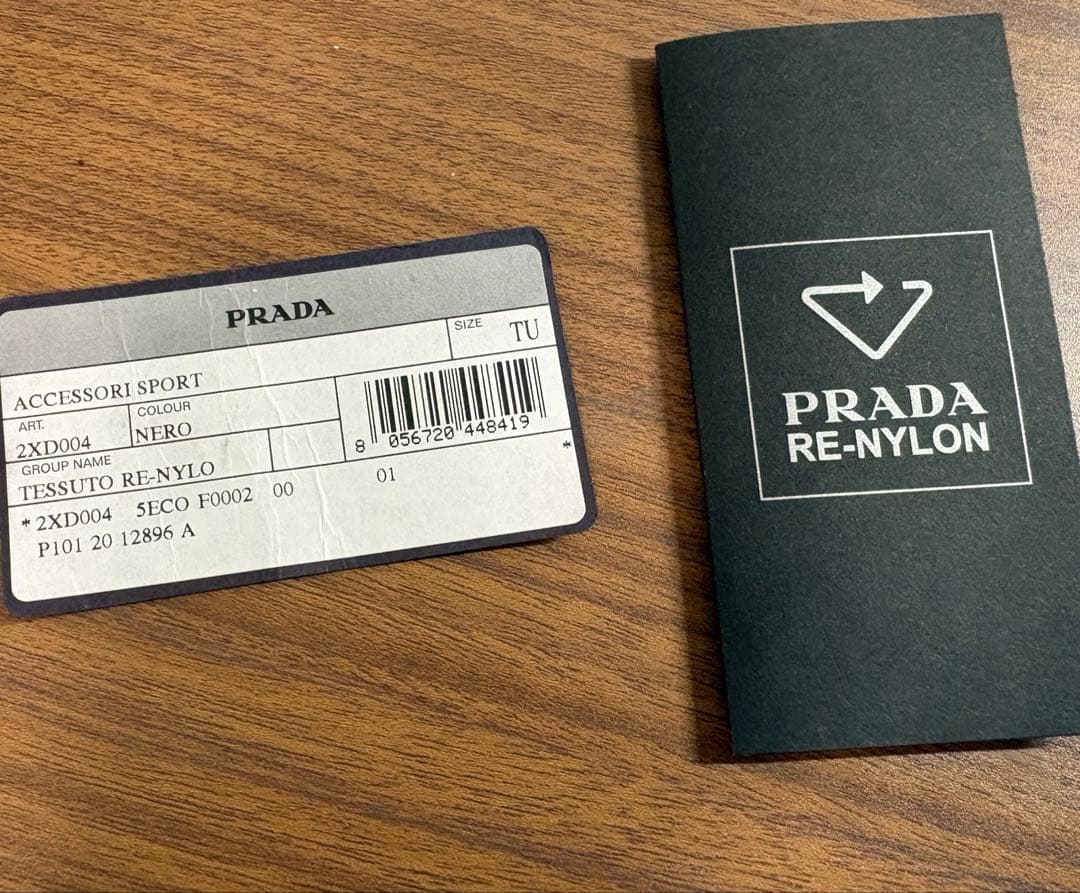 PRADA
SIZE TU
ACCESSORI SPORT
ART.
2XD004
COLOUR
NERO
8 056720 448419
GROUP NAME
TESSUTO RE-NYLO
*
* 2XD004 5ECO F0002 00 01
P101 20 12896 A
PRADA
RE-NYLON